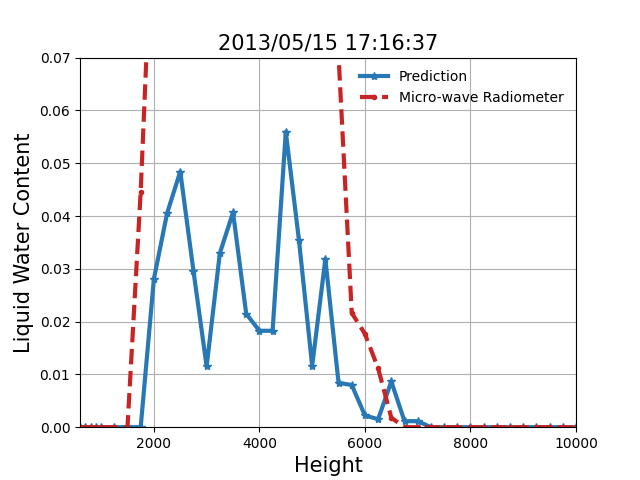 2013/05/15 17:16:37
0.07
0.06
0.05
0.04
0.03
0.02
0.01
0.00
Liquid Water Content
Prediction
Micro-wave Radiometer
2000 4000 6000 8000 10000
Height